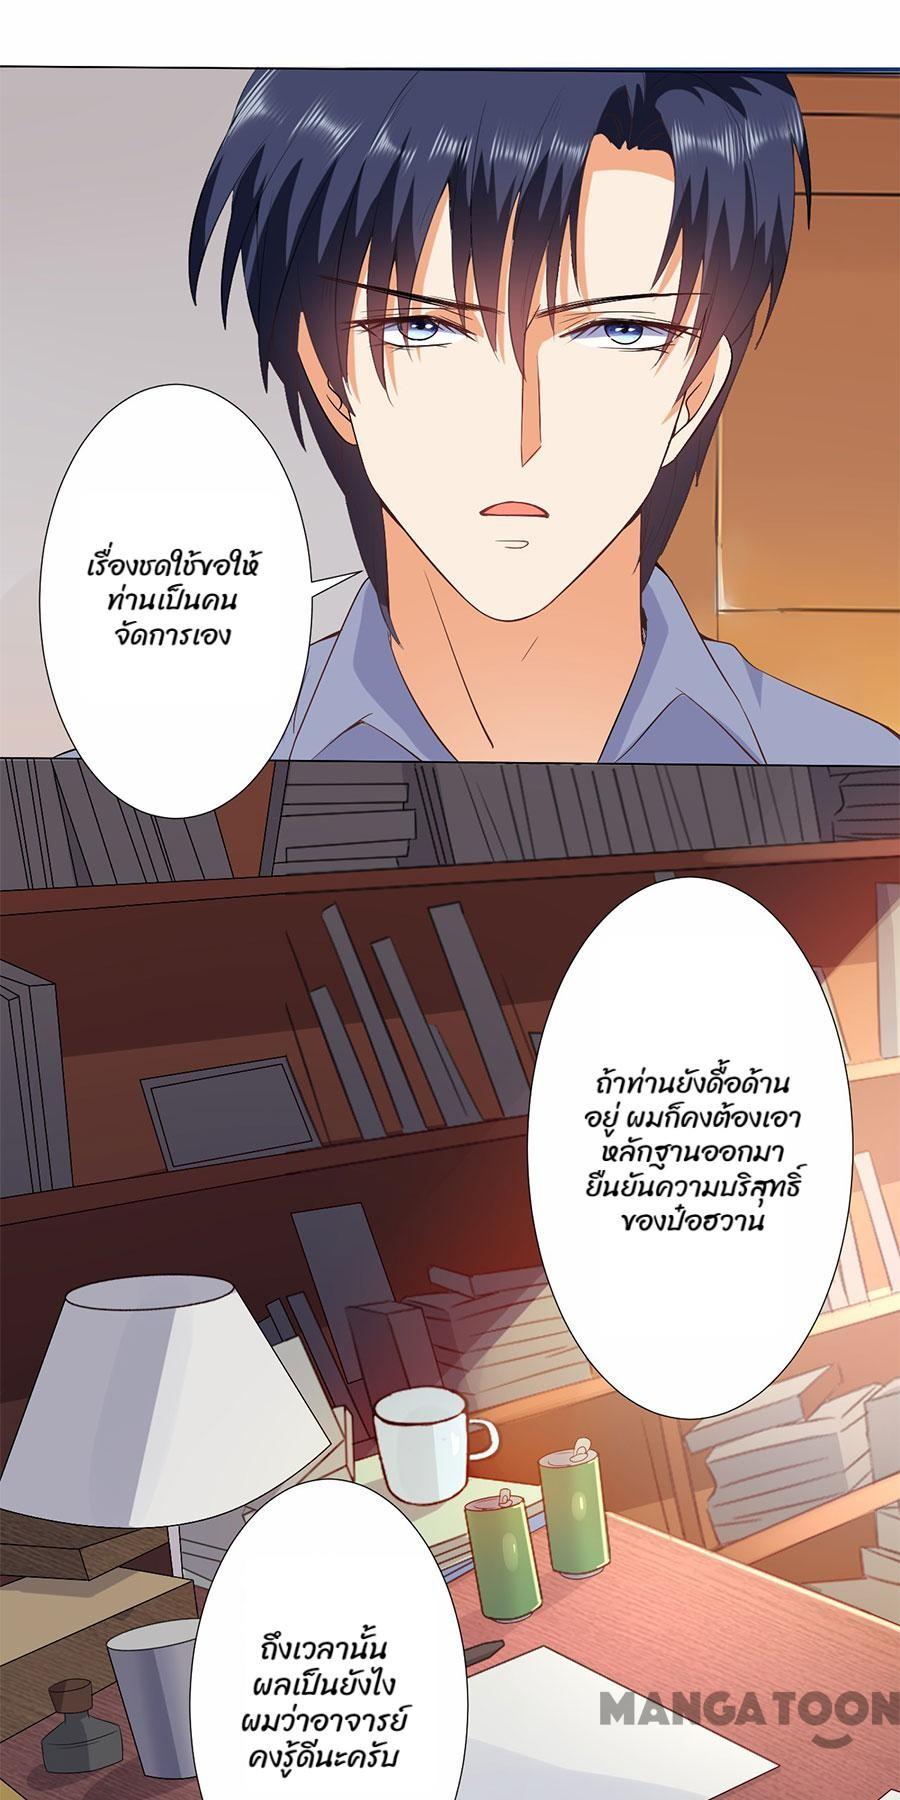 เรื่องชดใช้ขอให้
ท่านเป็นคน
จัดการเอง
ถ้าท่านยังดื้อด้าน
อยู่ ผมก็คงต้องเอา
หลักฐานออกมา
ยืนยันความบริสุทธิ์
ของป๋อฮวาน
ถึงเวลานั้น
ผลเป็นยังไง
ผมว่าอาจารย์
คงรู้ดีนะครับ
MANGA TOON